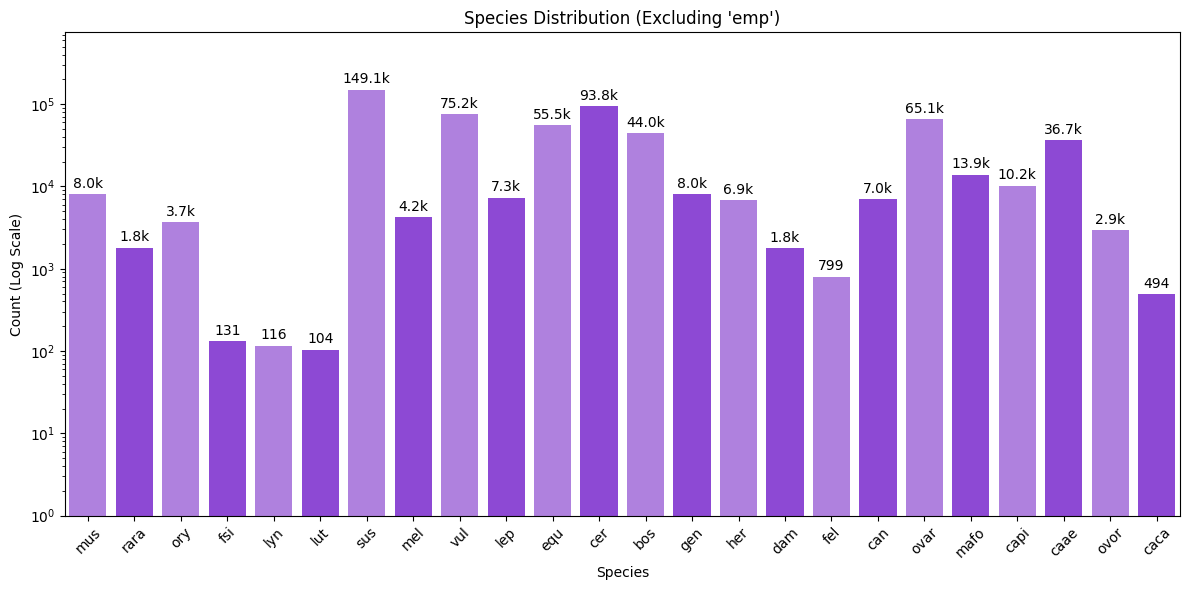 Species Distribution (Excluding 'emp')
Count (Log Scale)
10^5
10^4
10^3
10^2
10^1
10^0
8.0k
1.8k
3.7k
131
116
104
149.1k
4.2k
75.2k
7.3k
55.5k
93.8k
44.0k
8.0k
6.9k
1.8k
799
7.0k
65.1k
13.9k
10.2k
36.7k
2.9k
494
mus
rara
ory
fsi
lyn
lut
sus
mel
vul
lep
equ
cer
bos
gen
her
dam
fel
can
ovar
mafo
capi
caae
ovor
caca
Species